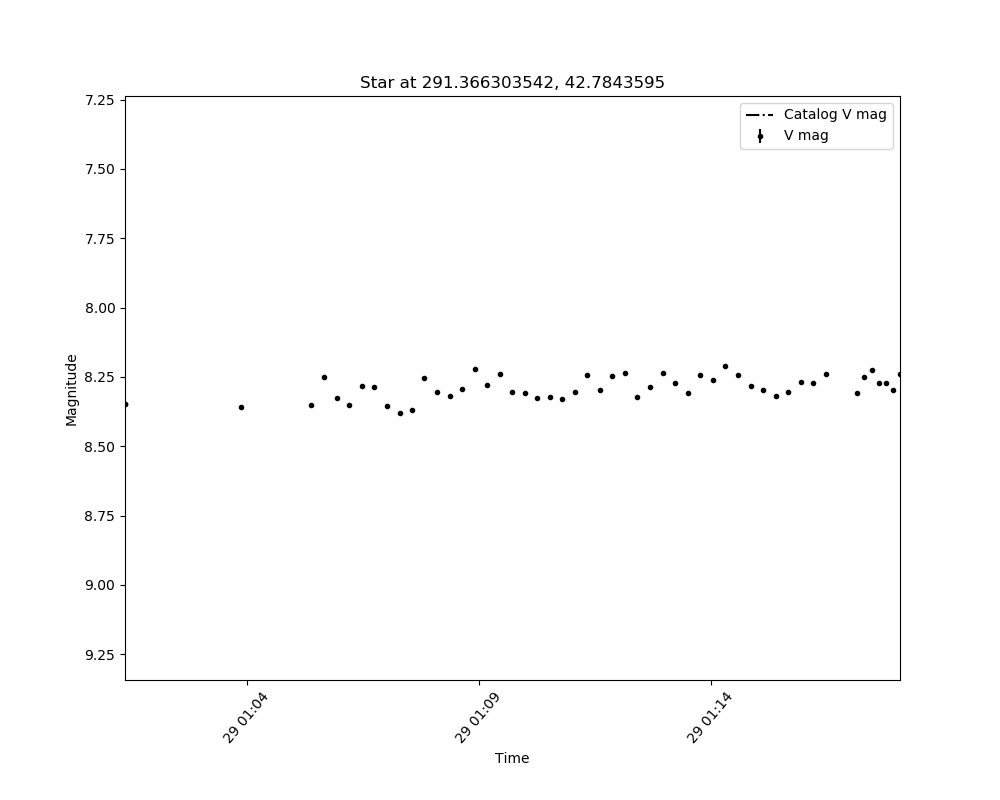 Star at 291.366303542, 42.7843595
Catalog V mag
V mag
7.25
7.50
7.75
8.00
8.25
8.50
8.75
9.00
9.25
Magnitude
29 01:04
29 01:09
29 01:14
Time